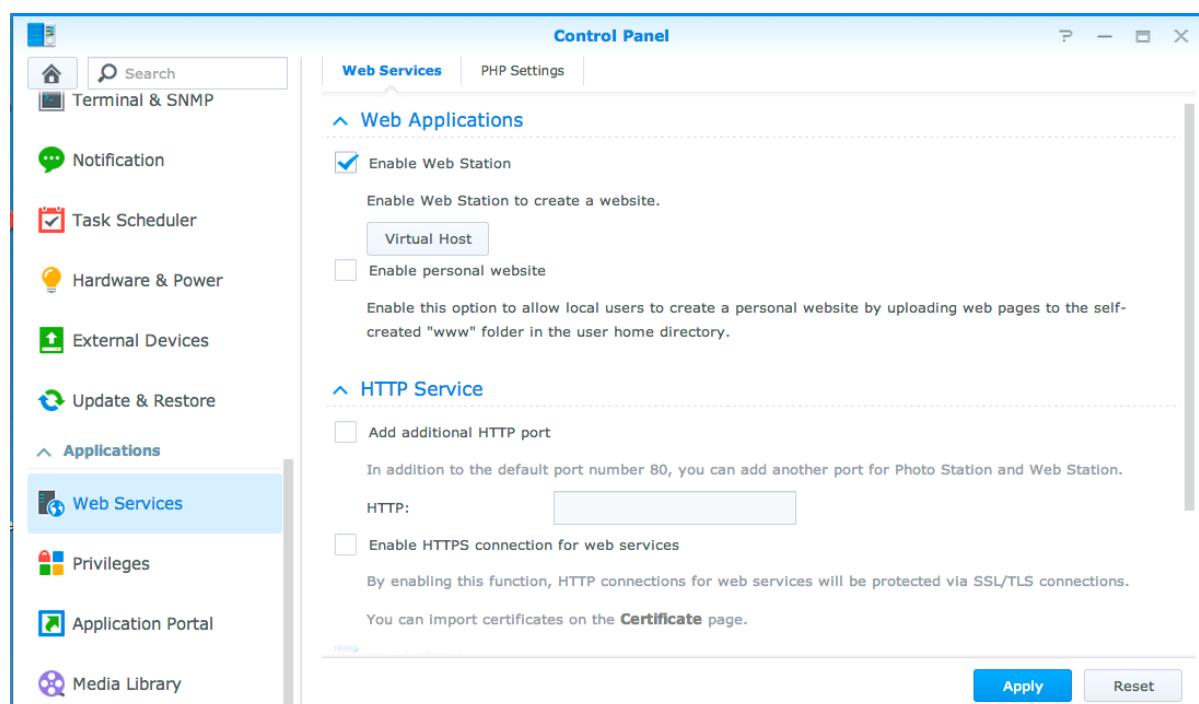 Control Panel
Search
Terminal & SNMP
Notification
Task Scheduler
Hardware & Power
External Devices
Update & Restore
Applications
Web Services
Privileges
Application Portal
Media Library
Web Services PHP Settings
Web Applications
Enable Web Station
Enable Web Station to create a website.
Virtual Host
Enable personal website
Enable this option to allow local users to create a personal website by uploading web pages to the self-
created "www" folder in the user home directory.
HTTP Service
Add additional HTTP port
In addition to the default port number 80, you can add another port for Photo Station and Web Station.
HTTP:
Enable HTTPS connection for web services
By enabling this function, HTTP connections for web services will be protected via SSL/TLS connections.
You can import certificates on the Certificate page.
Apply Reset